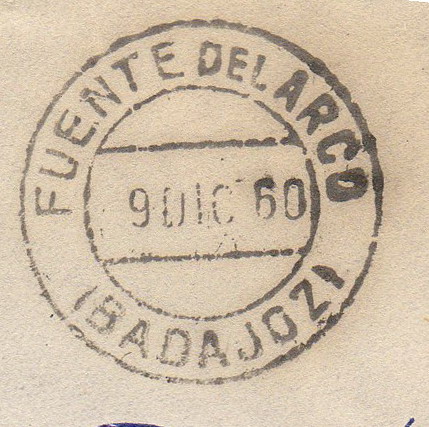 FUENTE DEL ARCO
9 DIC 60
(BADAJOZ)